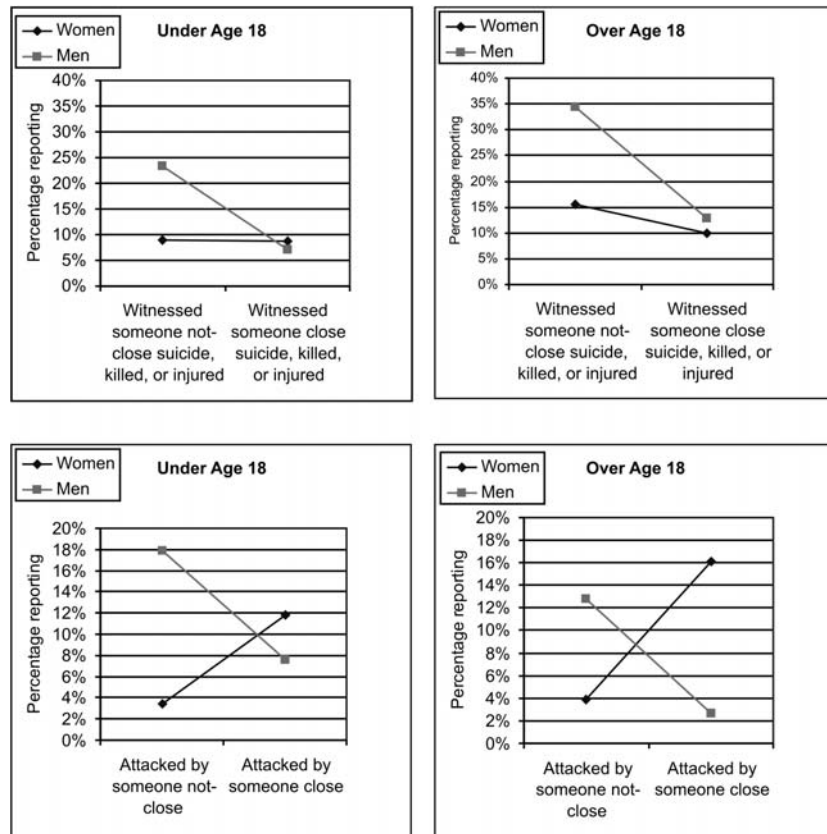 Women
Men
Under Age 18
Percentage reporting
40%
35%
30%
25%
20%
15%
10%
5%
0%
Witnessed
someone not-
close suicide,
killed, or injured
Witnessed
someone close
suicide, killed,
or injured
Women
Men
Over Age 18
Percentage reporting
40%
35%
30%
25%
20%
15%
10%
5%
0%
Witnessed
someone not-
close suicide,
killed, or injured
Witnessed
someone close
suicide, killed, or
injured
Women
Men
Under Age 18
Percentage reporting
20%
18%
16%
14%
12%
10%
8%
6%
4%
2%
0%
Attacked by
someone not-
close
Attacked by
someone close
Women
Men
Over Age 18
Percentage reporting
20%
18%
16%
14%
12%
10%
8%
6%
4%
2%
0%
Attacked by
someone not-
close
Attacked by
someone close